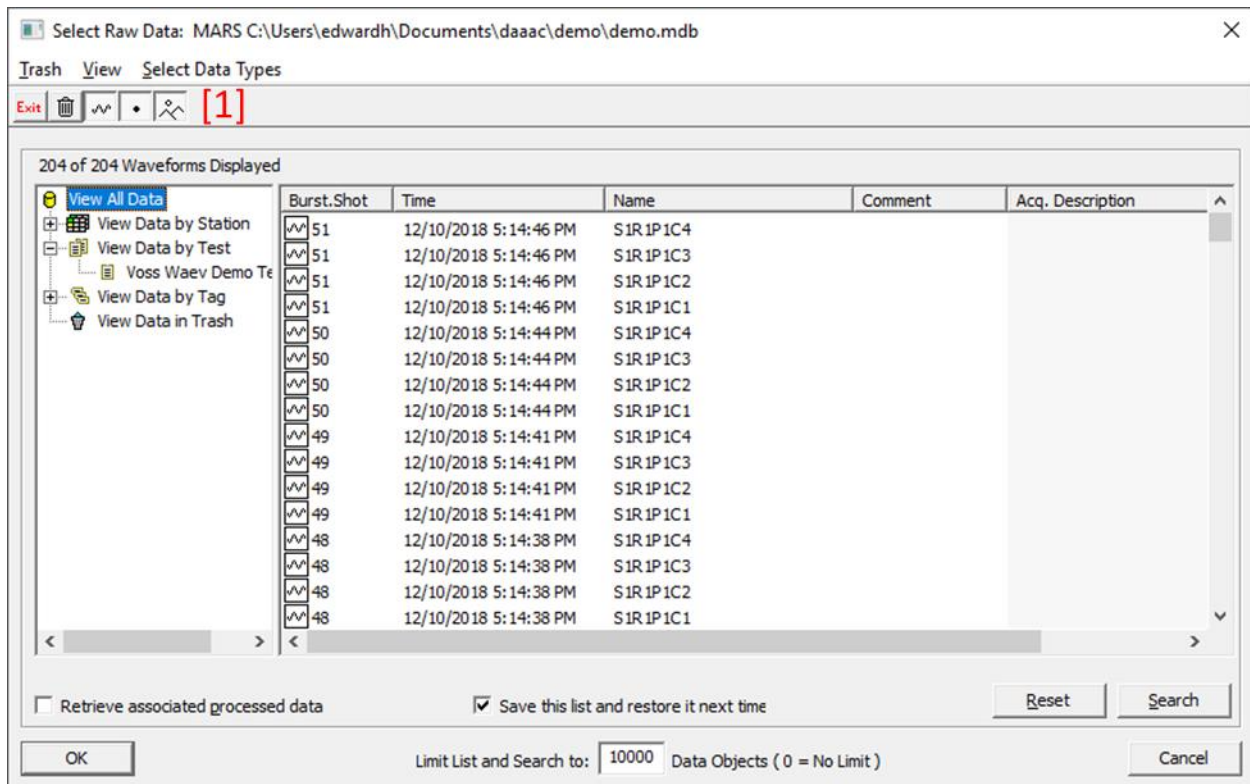 Select Raw Data: MARS C:\Users\edwardh\Documents\daaac\demo\demo.mdb
Trash View Select Data Types
Exit [1]
204 of 204 Waveforms Displayed
View All Data
View Data by Station
View Data by Test
Voss Waev Demo Te
View Data by Tag
View Data in Trash
Burst.Shot Time Name Comment Acq. Description
51 12/10/2018 5:14:46 PM S1R1P1C4
51 12/10/2018 5:14:46 PM S1R1P1C3
51 12/10/2018 5:14:46 PM S1R1P1C2
51 12/10/2018 5:14:46 PM S1R1P1C1
50 12/10/2018 5:14:44 PM S1R1P1C4
50 12/10/2018 5:14:44 PM S1R1P1C3
50 12/10/2018 5:14:44 PM S1R1P1C2
50 12/10/2018 5:14:44 PM S1R1P1C1
49 12/10/2018 5:14:41 PM S1R1P1C4
49 12/10/2018 5:14:41 PM S1R1P1C3
49 12/10/2018 5:14:41 PM S1R1P1C2
49 12/10/2018 5:14:41 PM S1R1P1C1
48 12/10/2018 5:14:38 PM S1R1P1C4
48 12/10/2018 5:14:38 PM S1R1P1C3
48 12/10/2018 5:14:38 PM S1R1P1C2
48 12/10/2018 5:14:38 PM S1R1P1C1
Retrieve associated processed data Save this list and restore it next time Reset Search
OK Limit List and Search to: 10000 Data Objects ( 0 = No Limit ) Cancel